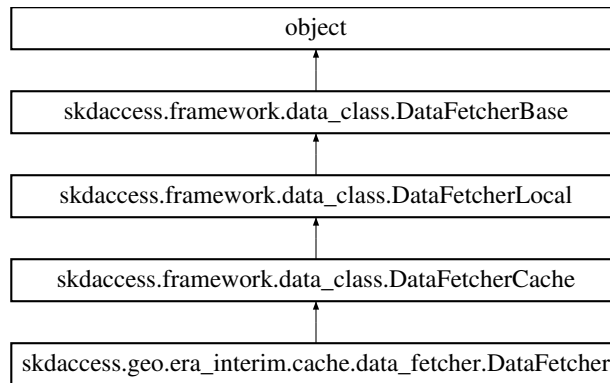 object
skdaccess.framework.data_class.DataFetcherBase
skdaccess.framework.data_class.DataFetcherLocal
skdaccess.framework.data_class.DataFetcherCache
skdaccess.geo.era_interim.cache.data_fetcher.DataFetcher